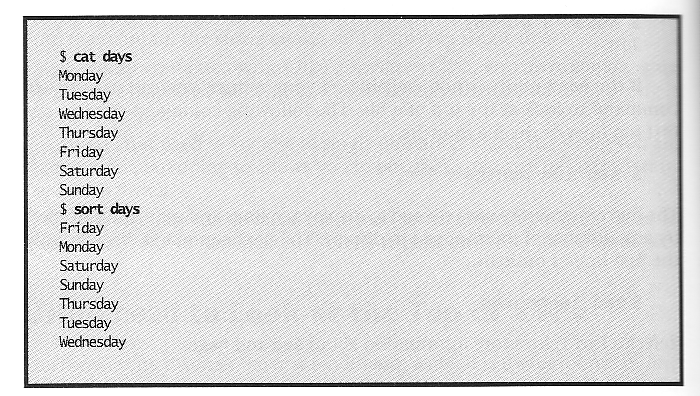 $ cat days
Monday
Tuesday
Wednesday
Thursday
Friday
Saturday
Sunday
$ sort days
Friday
Monday
Saturday
Sunday
Thursday
Tuesday
Wednesday